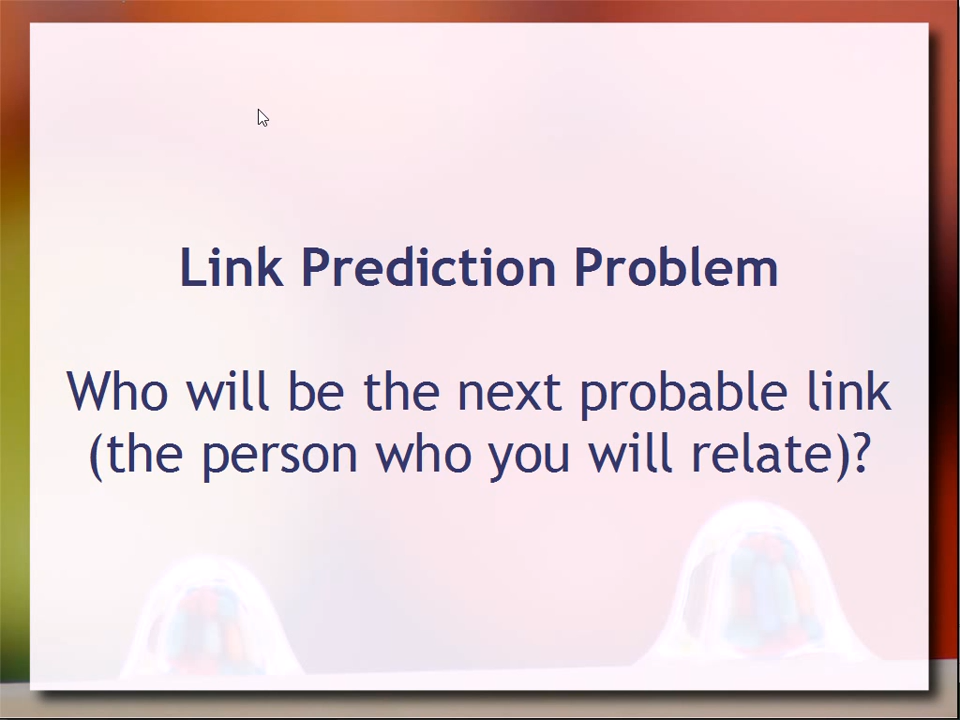 Link Prediction Problem
Who will be the next probable link
(the person who you will relate)?